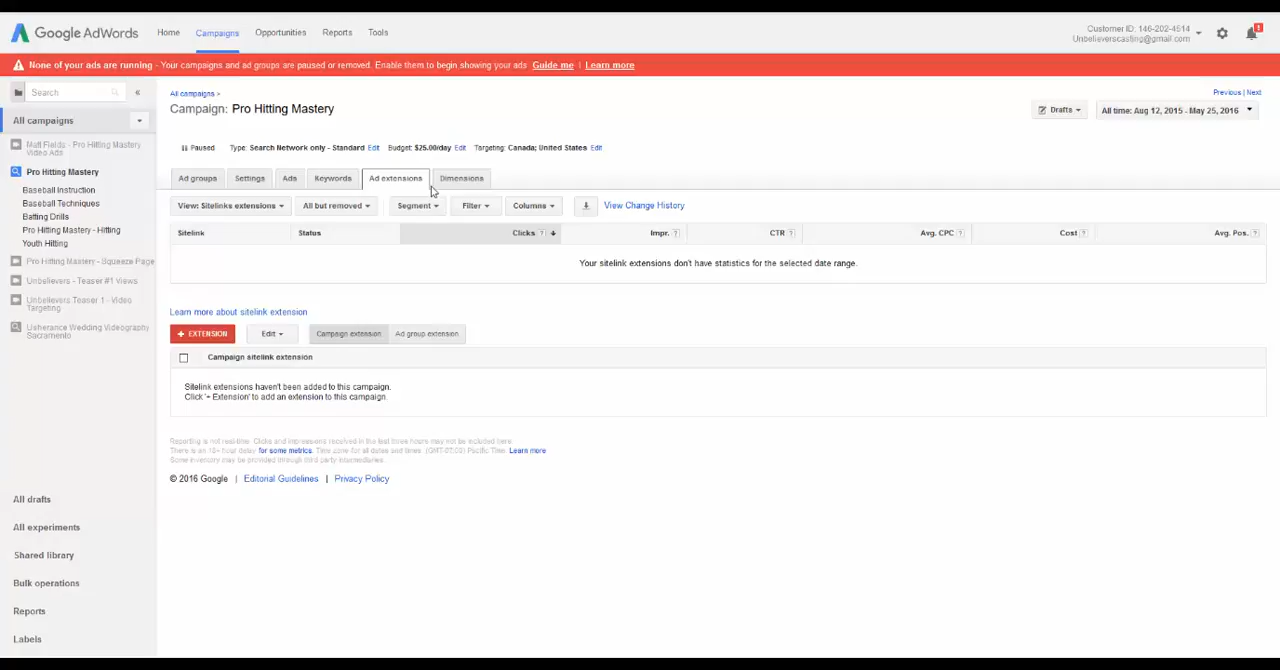 Google AdWords
Home Campaigns Opportunities Reports Tools
Customer ID: 146-202-4514
Unbelieverscasting@gmail.com
1
None of your ads are running - Your campaigns and ad groups are paused or removed. Enable them to begin showing your ads Guide me | Learn more
Search
«
All campaigns
Matt Fields - Pro Hitting Mastery
Video Ads
Pro Hitting Mastery
Baseball Instruction
Baseball Techniques
Batting Drills
Pro Hitting Mastery - Hitting
Youth Hitting
Pro Hitting Mastery - Squeeze Page
Unbelievers - Teaser #1 Views
Unbelievers Teaser 1 - Video
Targeting
Usherance Wedding Videography
Sacramento
All drafts
All experiments
Shared library
Bulk operations
Reports
Labels
All campaigns >
Previous | Next
Campaign: Pro Hitting Mastery
Drafts
All time: Aug 12, 2015 - May 25, 2016
Paused Type: Search Network only - Standard Edit Budget: $25.00/day Edit Targeting: Canada; United States Edit
Ad groups Settings Ads Keywords Ad extensions Dimensions
View: Sitelinks extensions All but removed Segment Filter Columns View Change History
Sitelink Status Clicks ? Impr. ? CTR ? Avg. CPC ? Cost ? Avg. Pos. ?
Your sitelink extensions don't have statistics for the selected date range.
Learn more about sitelink extension
+ EXTENSION Edit Campaign extension Ad group extension
Campaign sitelink extension
Sitelink extensions haven't been added to this campaign.
Click '+ Extension' to add an extension to this campaign.
Reporting is not real-time. Clicks and impressions received in the last three hours may not be included here.
There is an 18+ hour delay for some metrics. Time zone for all dates and times: (GMT-07:00) Pacific Time. Learn more
Some inventory may be provided through third party intermediaries.
© 2016 Google | Editorial Guidelines | Privacy Policy